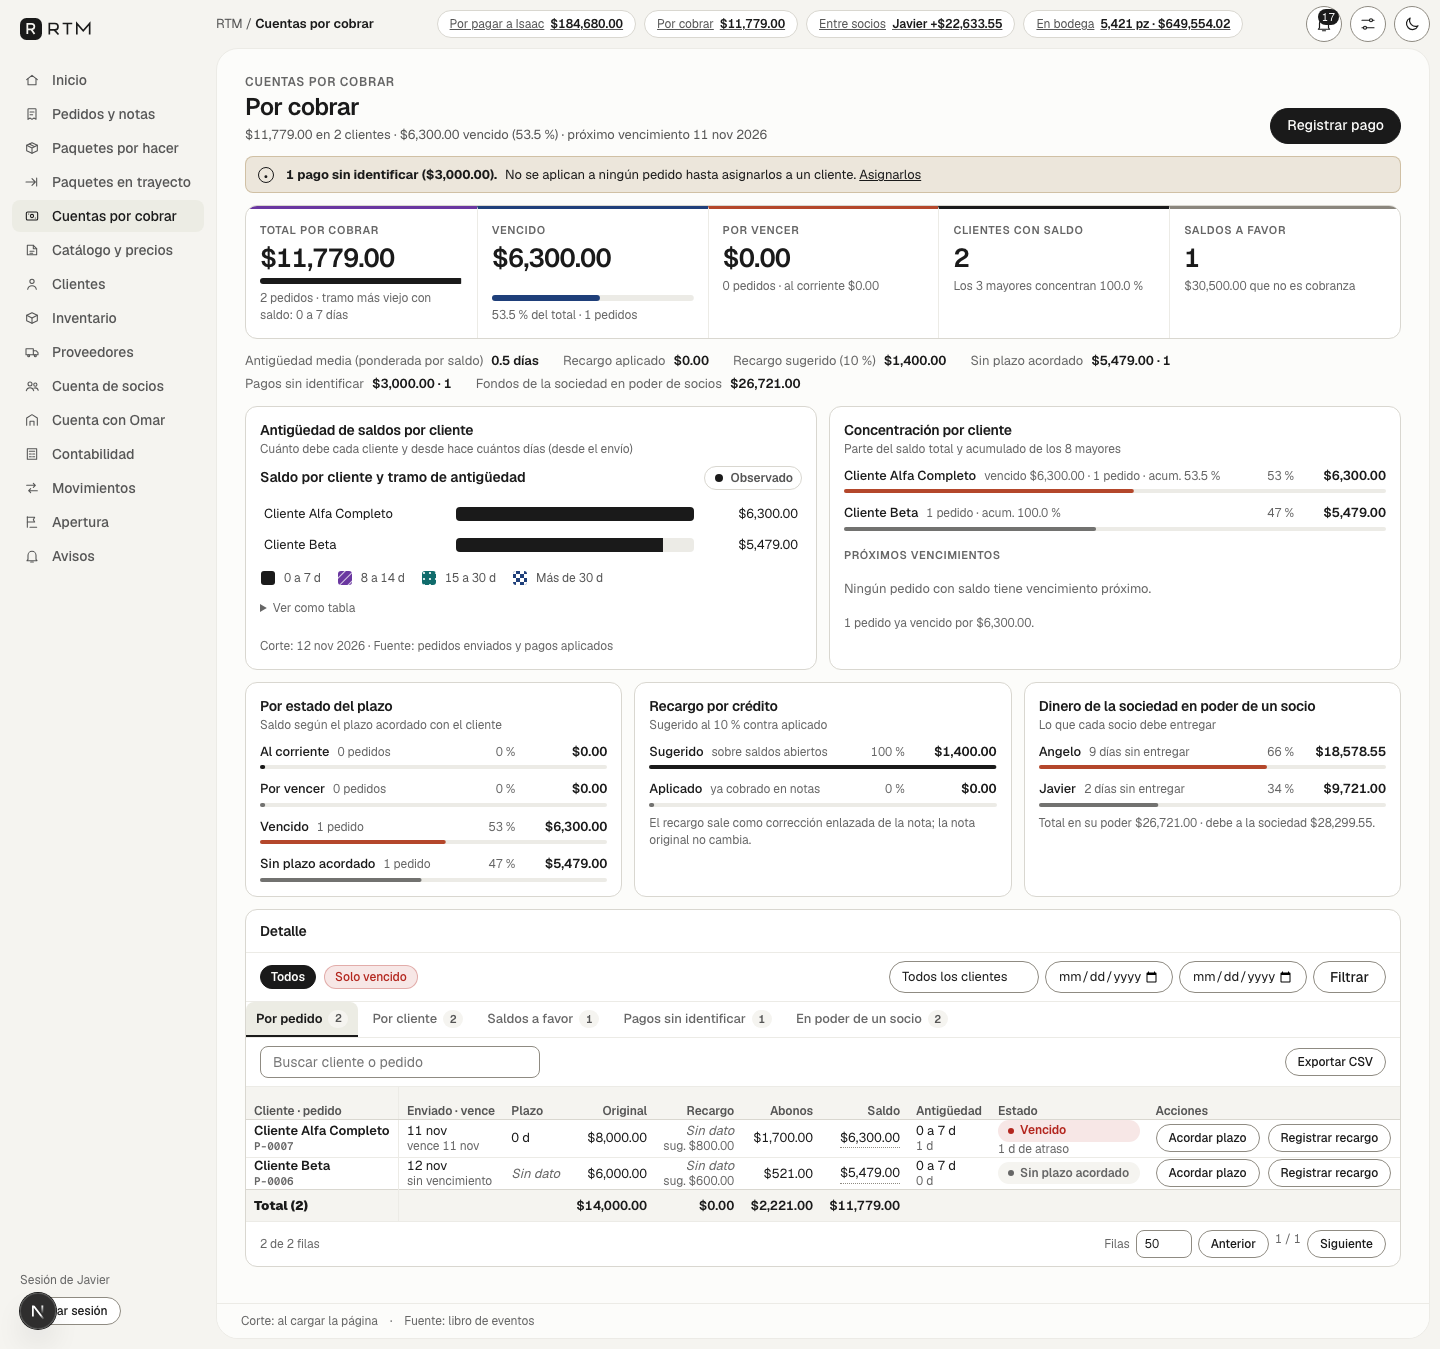 R RTM
RTM / Cuentas por cobrar
Por pagar a Isaac $184,680.00
Por cobrar $11,779.00
Entre socios Javier +$22,633.55
En bodega 5,421 pz · $649,554.02
17
Inicio
Pedidos y notas
Paquetes por hacer
Paquetes en trayecto
Cuentas por cobrar
Catálogo y precios
Clientes
Inventario
Proveedores
Cuenta de socios
Cuenta con Omar
Contabilidad
Movimientos
Apertura
Avisos
Sesión de Javier
N ar sesión
CUENTAS POR COBRAR
Por cobrar
$11,779.00 en 2 clientes · $6,300.00 vencido (53.5 %) · próximo vencimiento 11 nov 2026
Registrar pago
1 pago sin identificar ($3,000.00). No se aplican a ningún pedido hasta asignarlos a un cliente. Asignarlos
TOTAL POR COBRAR
$11,779.00
2 pedidos · tramo más viejo con
saldo: 0 a 7 días
VENCIDO
$6,300.00
53.5 % del total · 1 pedidos
POR VENCER
$0.00
0 pedidos · al corriente $0.00
CLIENTES CON SALDO
2
Los 3 mayores concentran 100.0 %
SALDOS A FAVOR
1
$30,500.00 que no es cobranza
Antigüedad media (ponderada por saldo) 0.5 días Recargo aplicado $0.00 Recargo sugerido (10 %) $1,400.00 Sin plazo acordado $5,479.00 · 1
Pagos sin identificar $3,000.00 · 1 Fondos de la sociedad en poder de socios $26,721.00
Antigüedad de saldos por cliente
Cuánto debe cada cliente y desde hace cuántos días (desde el envío)
Saldo por cliente y tramo de antigüedad
Observado
Cliente Alfa Completo $6,300.00
Cliente Beta $5,479.00
0 a 7 d 8 a 14 d 15 a 30 d Más de 30 d
Ver como tabla
Corte: 12 nov 2026 · Fuente: pedidos enviados y pagos aplicados
Concentración por cliente
Parte del saldo total y acumulado de los 8 mayores
Cliente Alfa Completo vencido $6,300.00 · 1 pedido · acum. 53.5 % 53 % $6,300.00
Cliente Beta 1 pedido · acum. 100.0 % 47 % $5,479.00
PRÓXIMOS VENCIMIENTOS
Ningún pedido con saldo tiene vencimiento próximo.
1 pedido ya vencido por $6,300.00.
Por estado del plazo
Saldo según el plazo acordado con el cliente
Al corriente 0 pedidos 0 % $0.00
Por vencer 0 pedidos 0 % $0.00
Vencido 1 pedido 53 % $6,300.00
Sin plazo acordado 1 pedido 47 % $5,479.00
Recargo por crédito
Sugerido al 10 % contra aplicado
Sugerido sobre saldos abiertos 100 % $1,400.00
Aplicado ya cobrado en notas 0 % $0.00
El recargo sale como corrección enlazada de la nota; la nota
original no cambia.
Dinero de la sociedad en poder de un socio
Lo que cada socio debe entregar
Angelo 9 días sin entregar 66 % $18,578.55
Javier 2 días sin entregar 34 % $9,721.00
Total en su poder $26,721.00 · debe a la sociedad $28,299.55.
Detalle
Todos Solo vencido
Todos los clientes mm/dd/yyyy mm/dd/yyyy Filtrar
Por pedido 2 Por cliente 2 Saldos a favor 1 Pagos sin identificar 1 En poder de un socio 2
Buscar cliente o pedido
Exportar CSV
Cliente · pedido Enviado · vence Plazo Original Recargo Abonos Saldo Antigüedad Estado Acciones
Cliente Alfa Completo 11 nov 0 d $8,000.00 Sin dato $1,700.00 $6,300.00 0 a 7 d Vencido Acordar plazo Registrar recargo
P-0007 vence 11 nov sug. $800.00 1 d 1 d de atraso
Cliente Beta 12 nov Sin dato $6,000.00 Sin dato $521.00 $5,479.00 0 a 7 d Sin plazo acordado Acordar plazo Registrar recargo
P-0006 sin vencimiento sug. $600.00 0 d
Total (2) $14,000.00 $0.00 $2,221.00 $11,779.00
2 de 2 filas
Filas 50 Anterior 1 / 1 Siguiente
Corte: al cargar la página · Fuente: libro de eventos